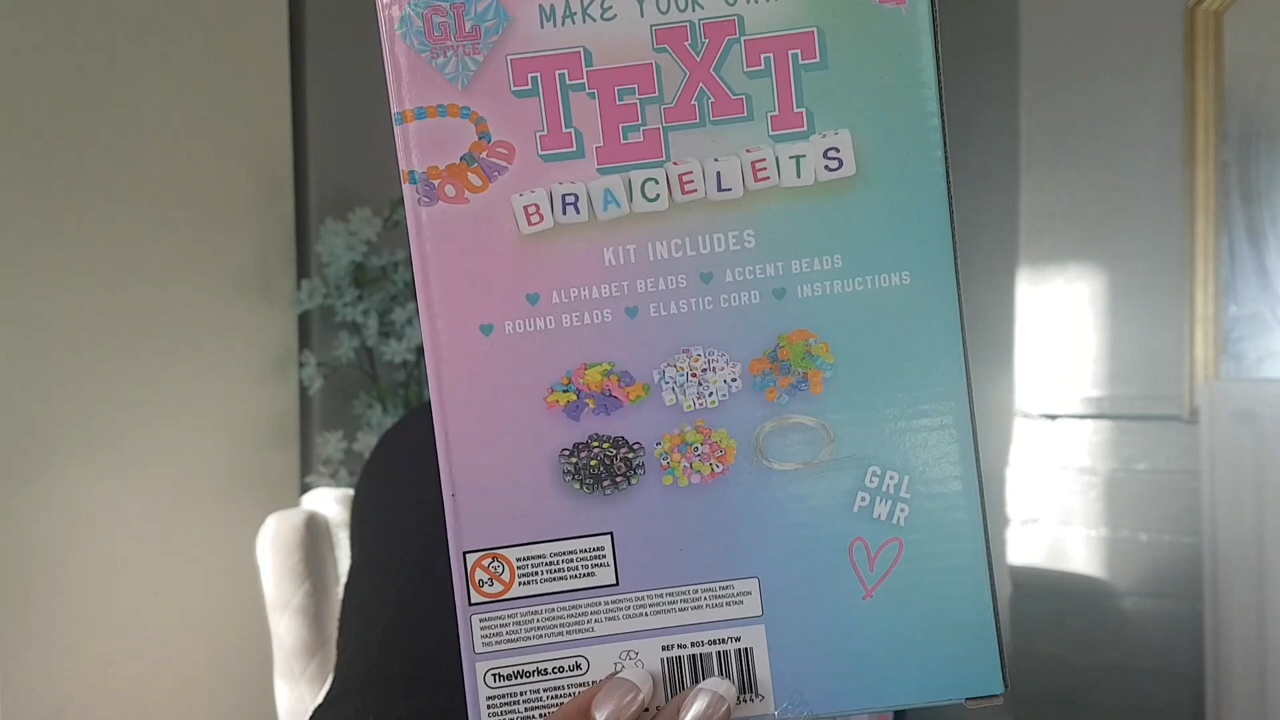 GL
STYLE
MAKE YOUR OWN
TEXT
BRACELETS
SQUAD
KIT INCLUDES
ALPHABET BEADS ACCENT BEADS
ROUND BEADS ELASTIC CORD INSTRUCTIONS
GRL
PWR
0-3
WARNING: CHOKING HAZARD
NOT SUITABLE FOR CHILDREN
UNDER 3 YEARS DUE TO SMALL
PARTS CHOKING HAZARD.
WARNING! NOT SUITABLE FOR CHILDREN UNDER 36 MONTHS DUE TO THE PRESENCE OF SMALL PARTS
WHICH MAY PRESENT A CHOKING HAZARD AND LENGTH OF CORD WHICH MAY PRESENT A STRANGULATION
HAZARD. ADULT SUPERVISION REQUIRED AT ALL TIMES. COLOUR & CONTENTS MAY VARY. PLEASE RETAIN
THIS INFORMATION FOR FUTURE REFERENCE.
TheWorks.co.uk
REF No. R03-0838/TW
IMPORTED BY THE WORKS STORES
BOLDMERE HOUSE, FARADAY
COLESHILL, BIRMINGHAM
IN CHINA.